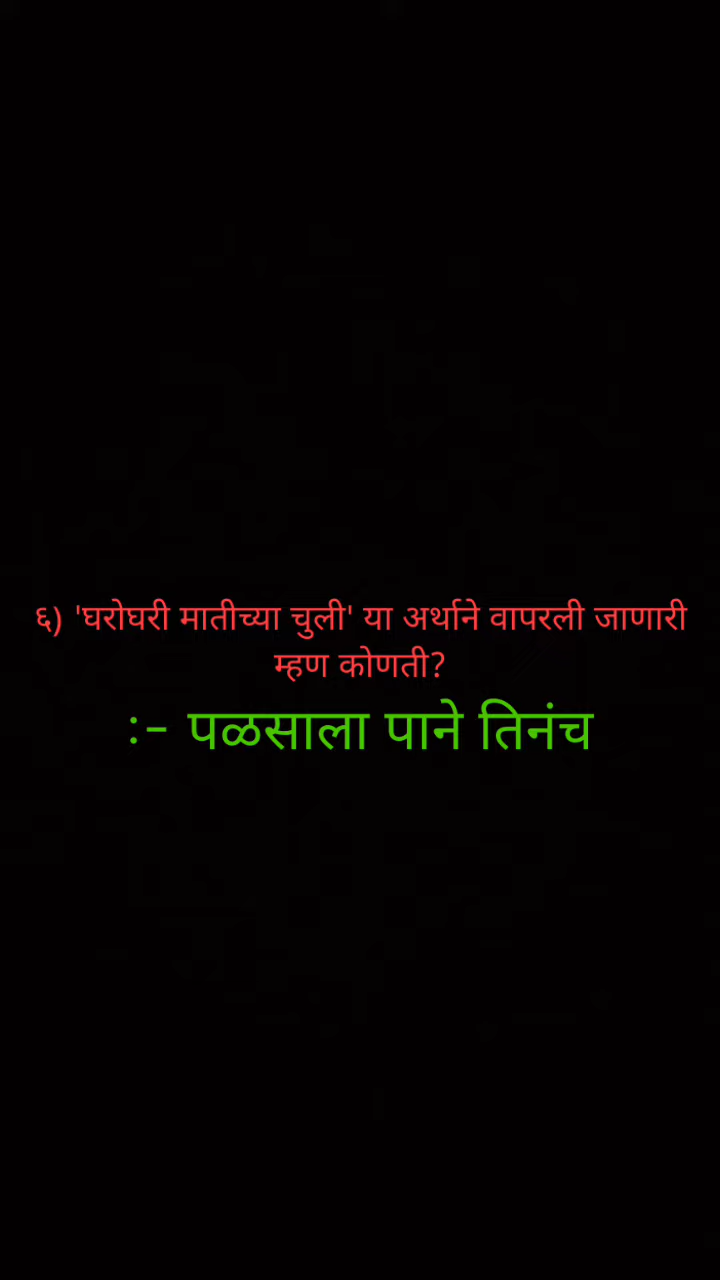 ६) 'घरोघरी मातीच्या चुली' या अर्थाने वापरली जाणारी
म्हण कोणती?
:- पळसाला पाने तिनंच